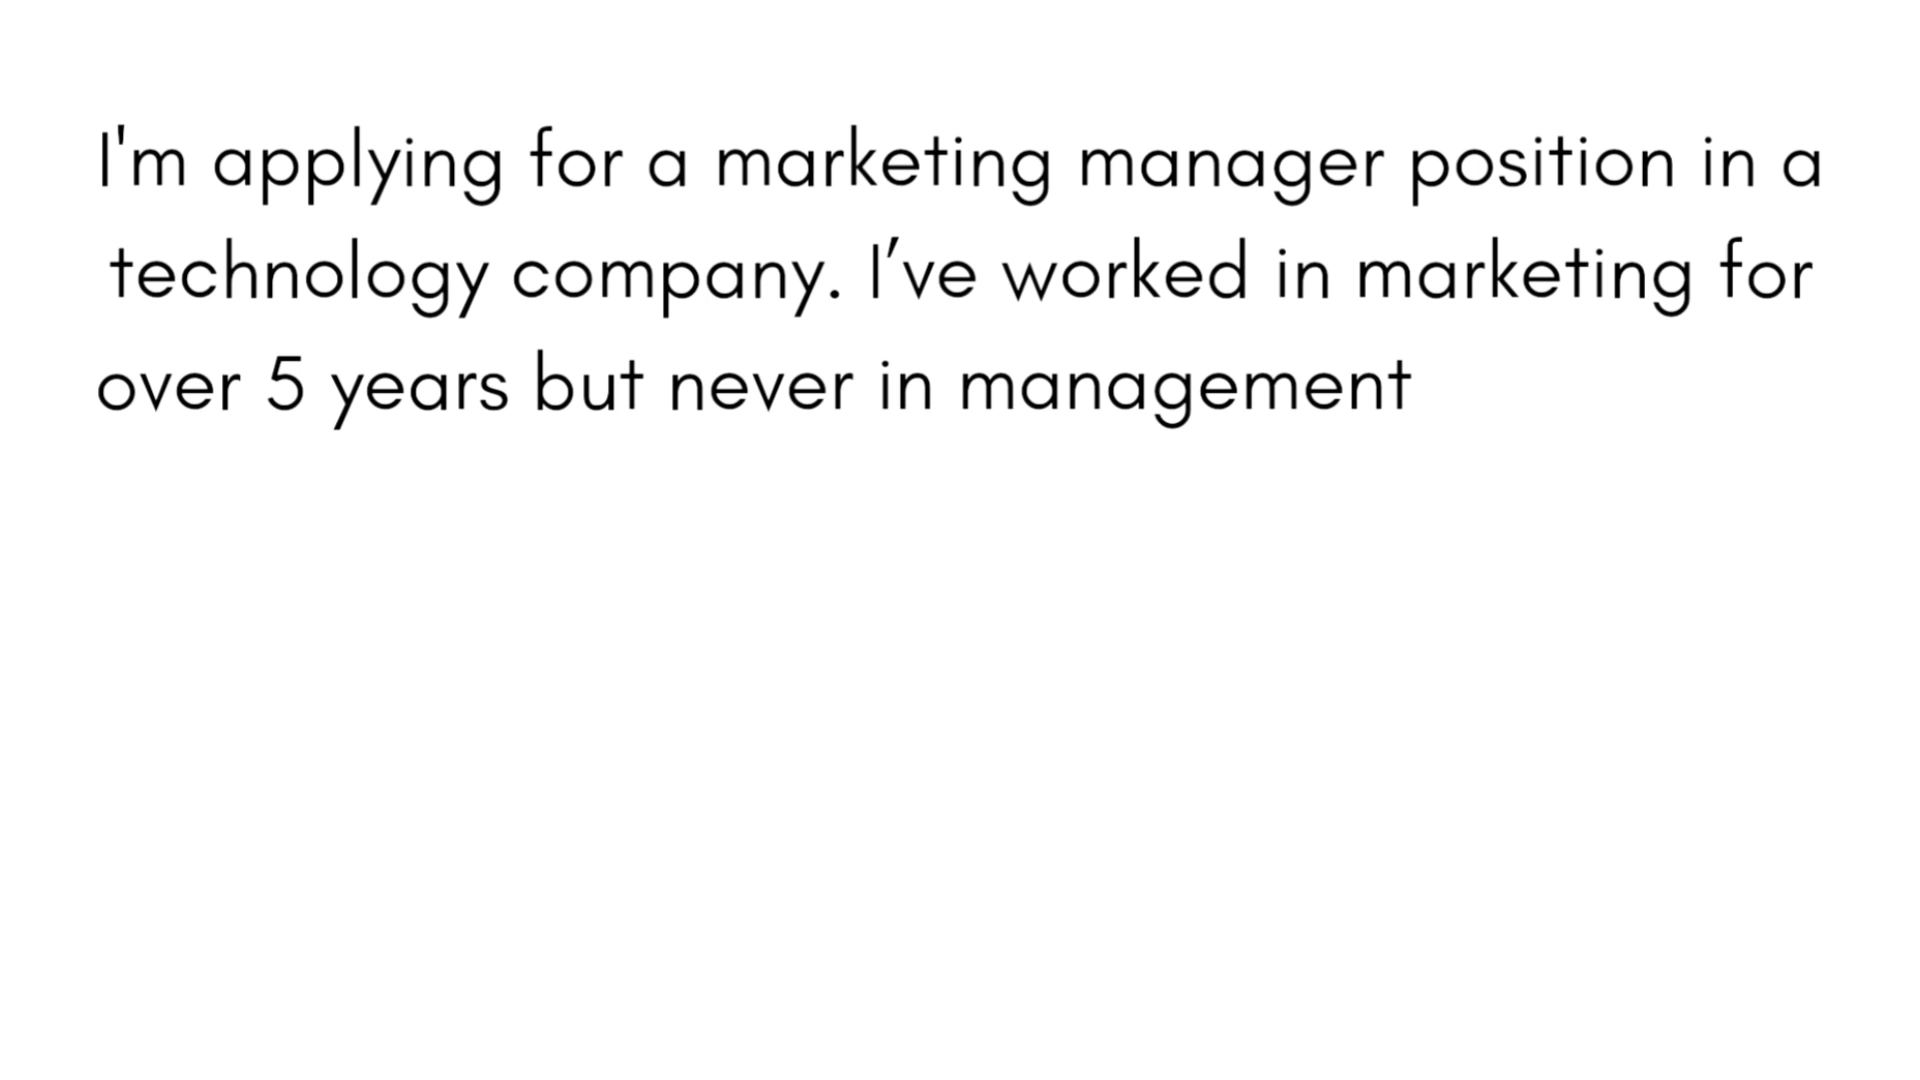 I'm applying for a marketing manager position in a
technology company. I’ve worked in marketing for
over 5 years but never in management